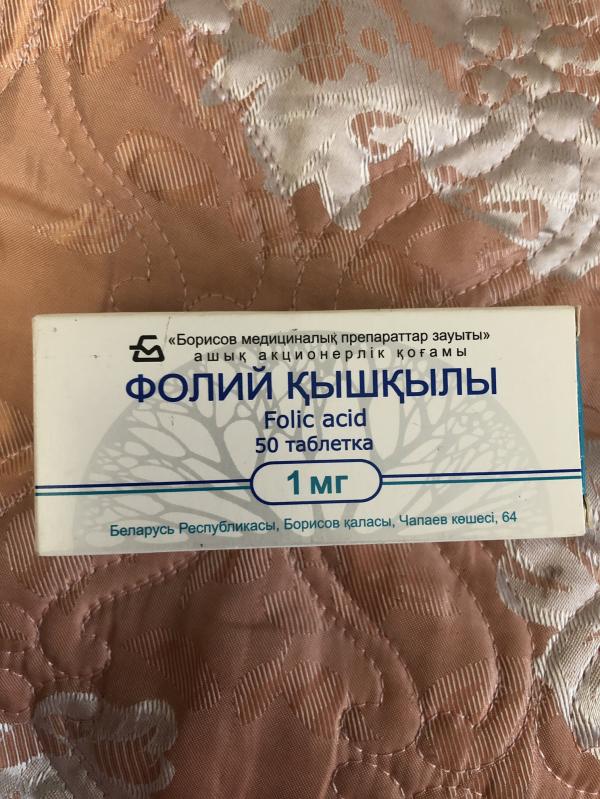 «Борисов медициналық препараттар зауыты»
ашық акционерлік қоғамы
ФОЛИЙ ҚЫШҚЫЛЫ
Folic acid
50 таблетка
1 мг
Беларусь Республикасы, Борисов қаласы, Чапаев көшесі, 64